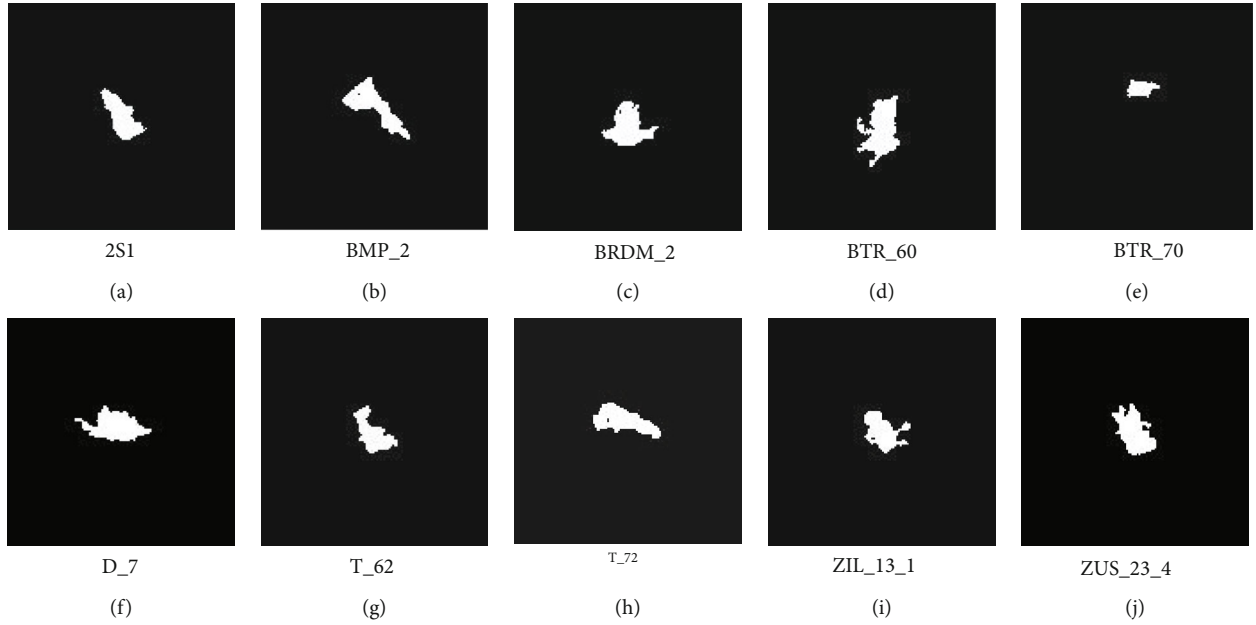 2S1 BMP_2 BRDM_2 BTR_60 BTR_70
(a) (b) (c) (d) (e)
D_7 T_62 T_72 ZIL_13_1 ZUS_23_4
(f) (g) (h) (i) (j)